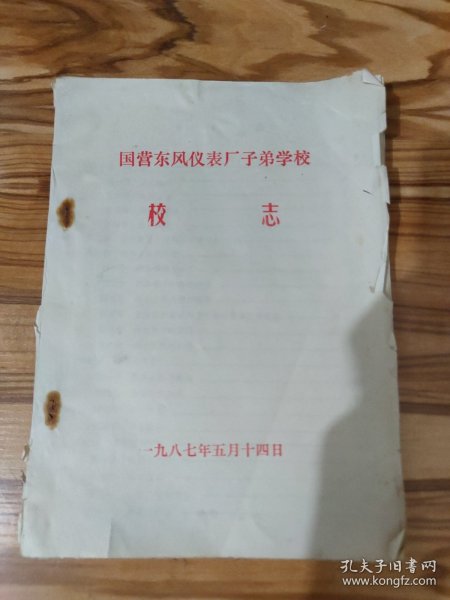 国营东风仪表厂子弟学校
校 志
一九八七年五月十四日
孔夫子旧书网
www.kongfz.com